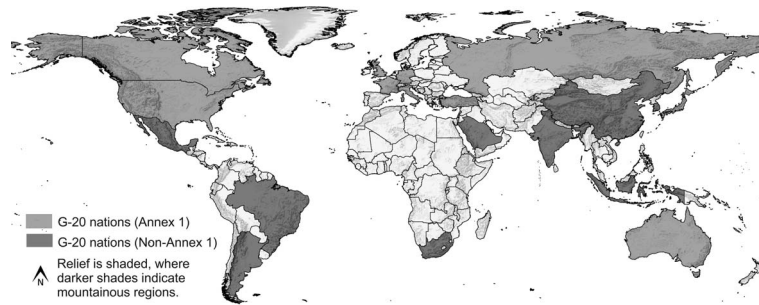 G-20 nations (Annex 1)
G-20 nations (Non-Annex 1)
Relief is shaded, where
darker shades indicate
mountainous regions.
N